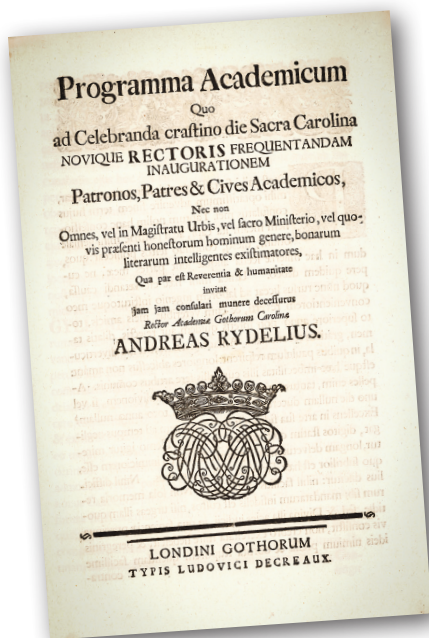 Programma Academicum
Quo
ad Celebranda craſtino die Sacra Carolina
NOVIQUE RECTORIS FREQUENTANDAM
INAUGURATIONEM
Patronos, Patres & Cives Academicos,
Nec non
Omnes, vel in Magiſtratu Urbis, vel ſacro Miniſterio, vel quo-
vis præſenti honeſtorum hominum genere, bonarum
literarum intelligentes exiſtimatores,
Qua par eſt Reverentia & humanitate
invitat
jam jam conſulari munere deceſſurus
Rector Academiæ Gothorum Carolinæ
ANDREAS RYDELIUS.
LONDINI GOTHORUM
TYPIS LUDOVICI DECREAUX.